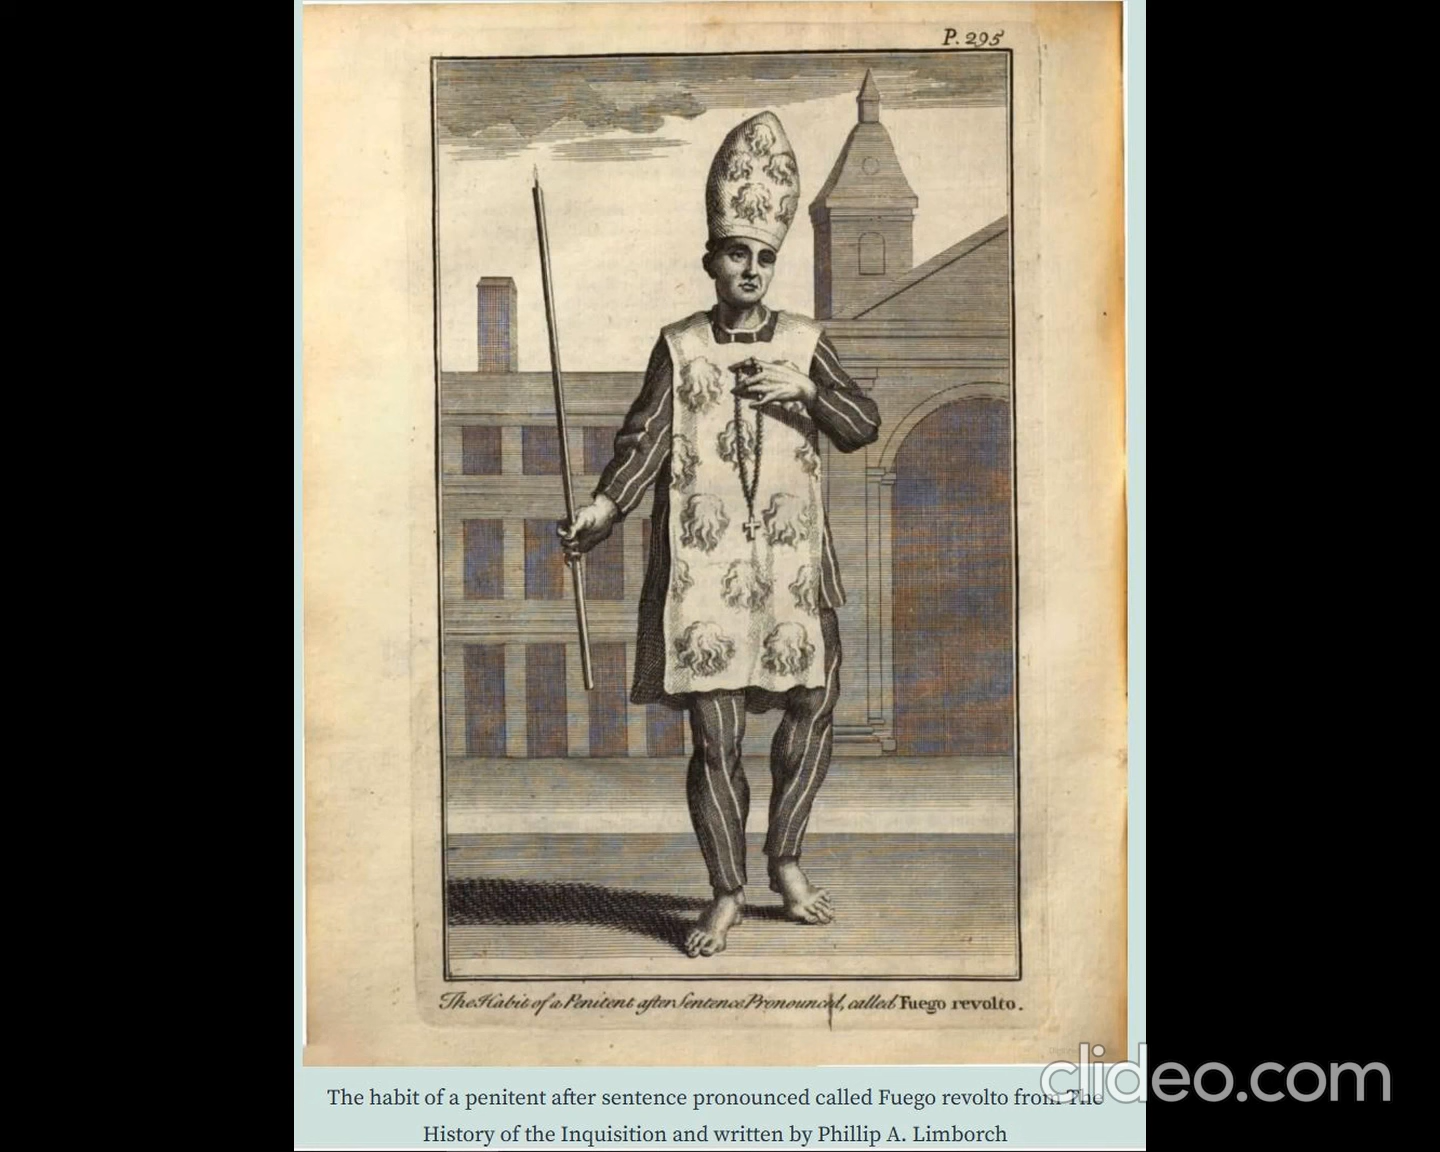 P. 295
The Habit of a Penitent after Sentence Pronounced, called Fuego revolto.
clideo.com
The habit of a penitent after sentence pronounced called Fuego revolto from The
History of the Inquisition and written by Phillip A. Limborch